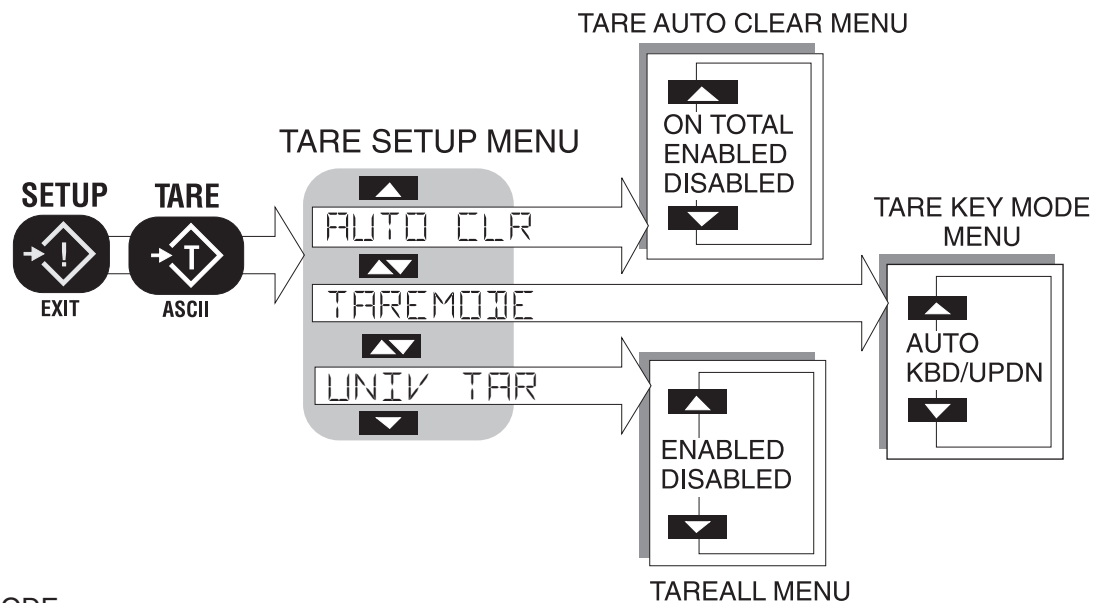 TARE AUTO CLEAR MENU
ON TOTAL
ENABLED
DISABLED
TARE SETUP MENU
SETUP
TARE
!
T
EXIT
ASCII
AUTO CLR
TAREMODE
UNIV TAR
TARE KEY MODE
MENU
AUTO
KBD/UPDN
ENABLED
DISABLED
TAREALL MENU